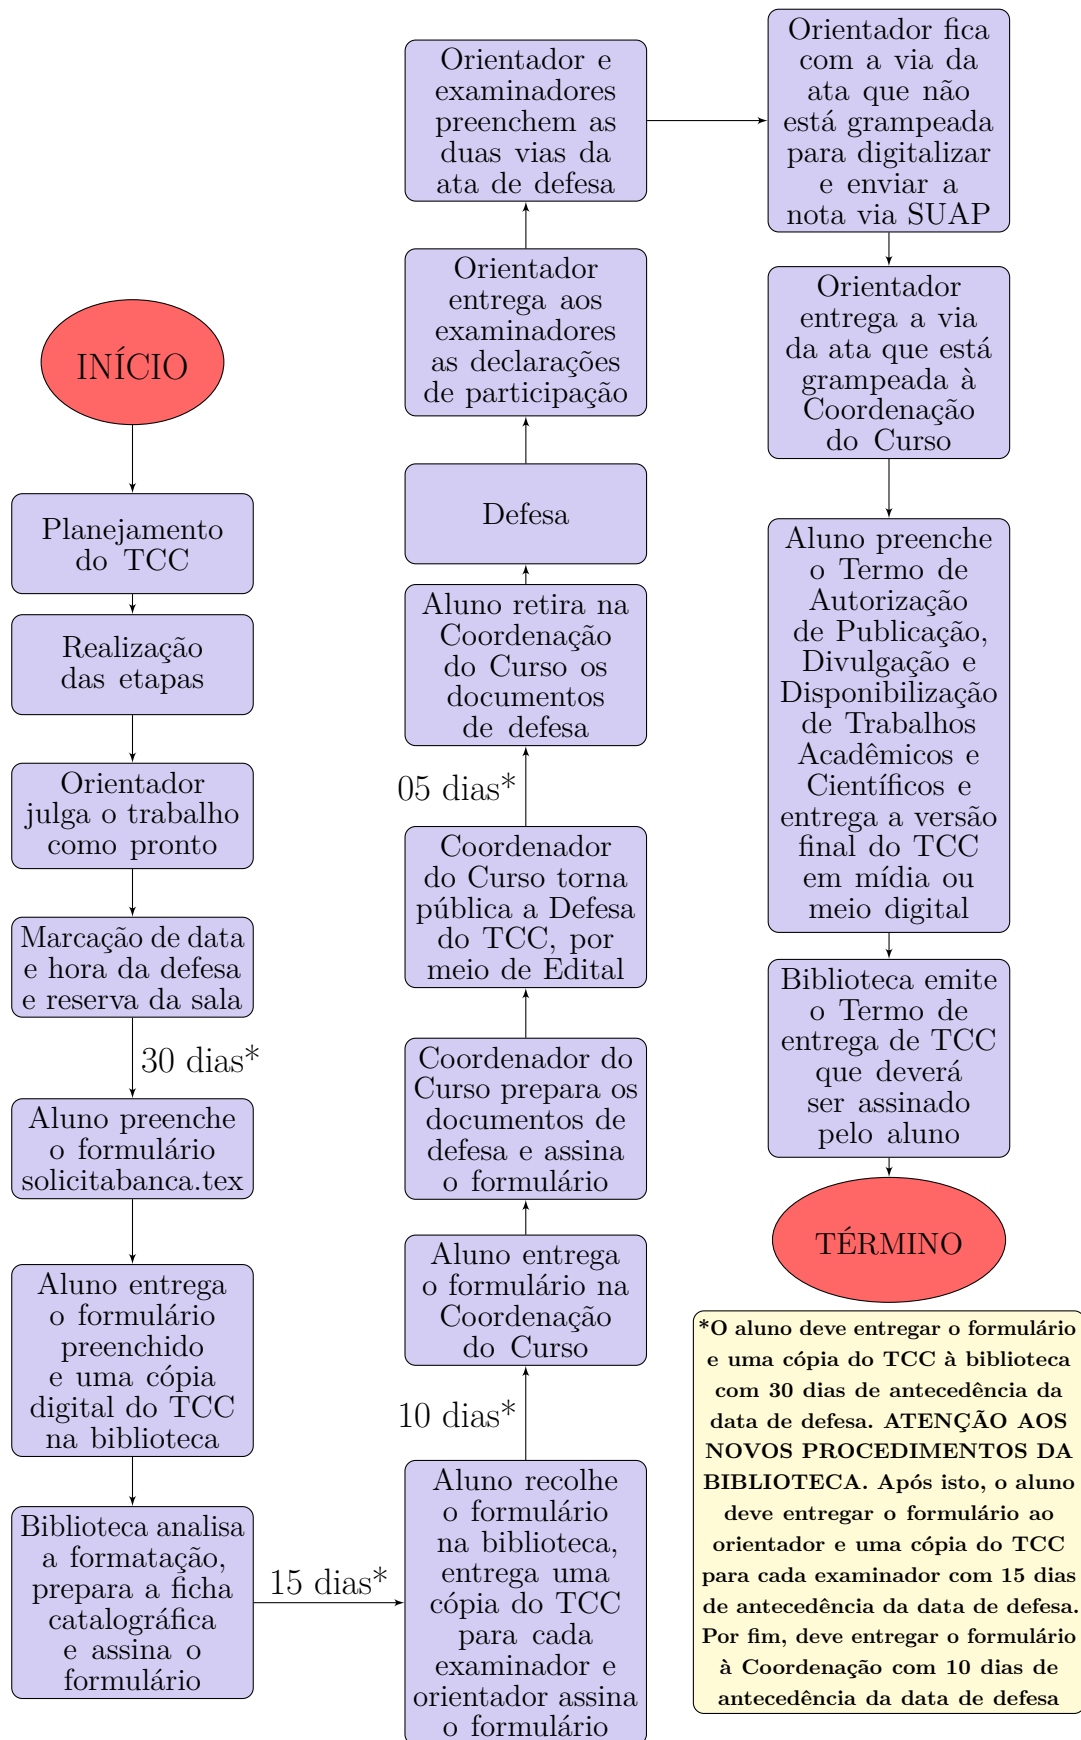 INÍCIO
Planejamento
do TCC
Realização
das etapas
Orientador
julga o trabalho
como pronto
Marcação de data
e hora da defesa
e reserva da sala
30 dias*
Aluno preenche
o formulário
solicitabanca.tex
Aluno entrega
o formulário
preenchido
e uma cópia
digital do TCC
na biblioteca
Biblioteca analisa
a formatação,
prepara a ficha
catalográfica
e assina o
formulário
15 dias*
Aluno recolhe
o formulário
na biblioteca,
entrega uma
cópia do TCC
para cada
examinador e
orientador assina
o formulário
10 dias*
Aluno entrega
o formulário na
Coordenação
do Curso
Coordenador do
Curso prepara os
documentos de
defesa e assina
o formulário
Coordenador
do Curso torna
pública a Defesa
do TCC, por
meio de Edital
05 dias*
Aluno retira na
Coordenação
do Curso os
documentos
de defesa
Defesa
Orientador
entrega aos
examinadores
as declarações
de participação
Orientador e
examinadores
preenchem as
duas vias da
ata de defesa
Orientador fica
com a via da
ata que não
está grampeada
para digitalizar
e enviar a
nota via SUAP
Orientador
entrega a via
da ata que está
grampeada à
Coordenação
do Curso
Aluno preenche
o Termo de
Autorização
de Publicação,
Divulgação e
Disponibilização
de Trabalhos
Acadêmicos e
Científicos e
entrega a versão
final do TCC
em mídia ou
meio digital
Biblioteca emite
o Termo de
entrega de TCC
que deverá
ser assinado
pelo aluno
TÉRMINO
*O aluno deve entregar o formulário
e uma cópia do TCC à biblioteca
com 30 dias de antecedência da
data de defesa. ATENÇÃO AOS
NOVOS PROCEDIMENTOS DA
BIBLIOTECA. Após isto, o aluno
deve entregar o formulário ao
orientador e uma cópia do TCC
para cada examinador com 15 dias
de antecedência da data de defesa.
Por fim, deve entregar o formulário
à Coordenação com 10 dias de
antecedência da data de defesa